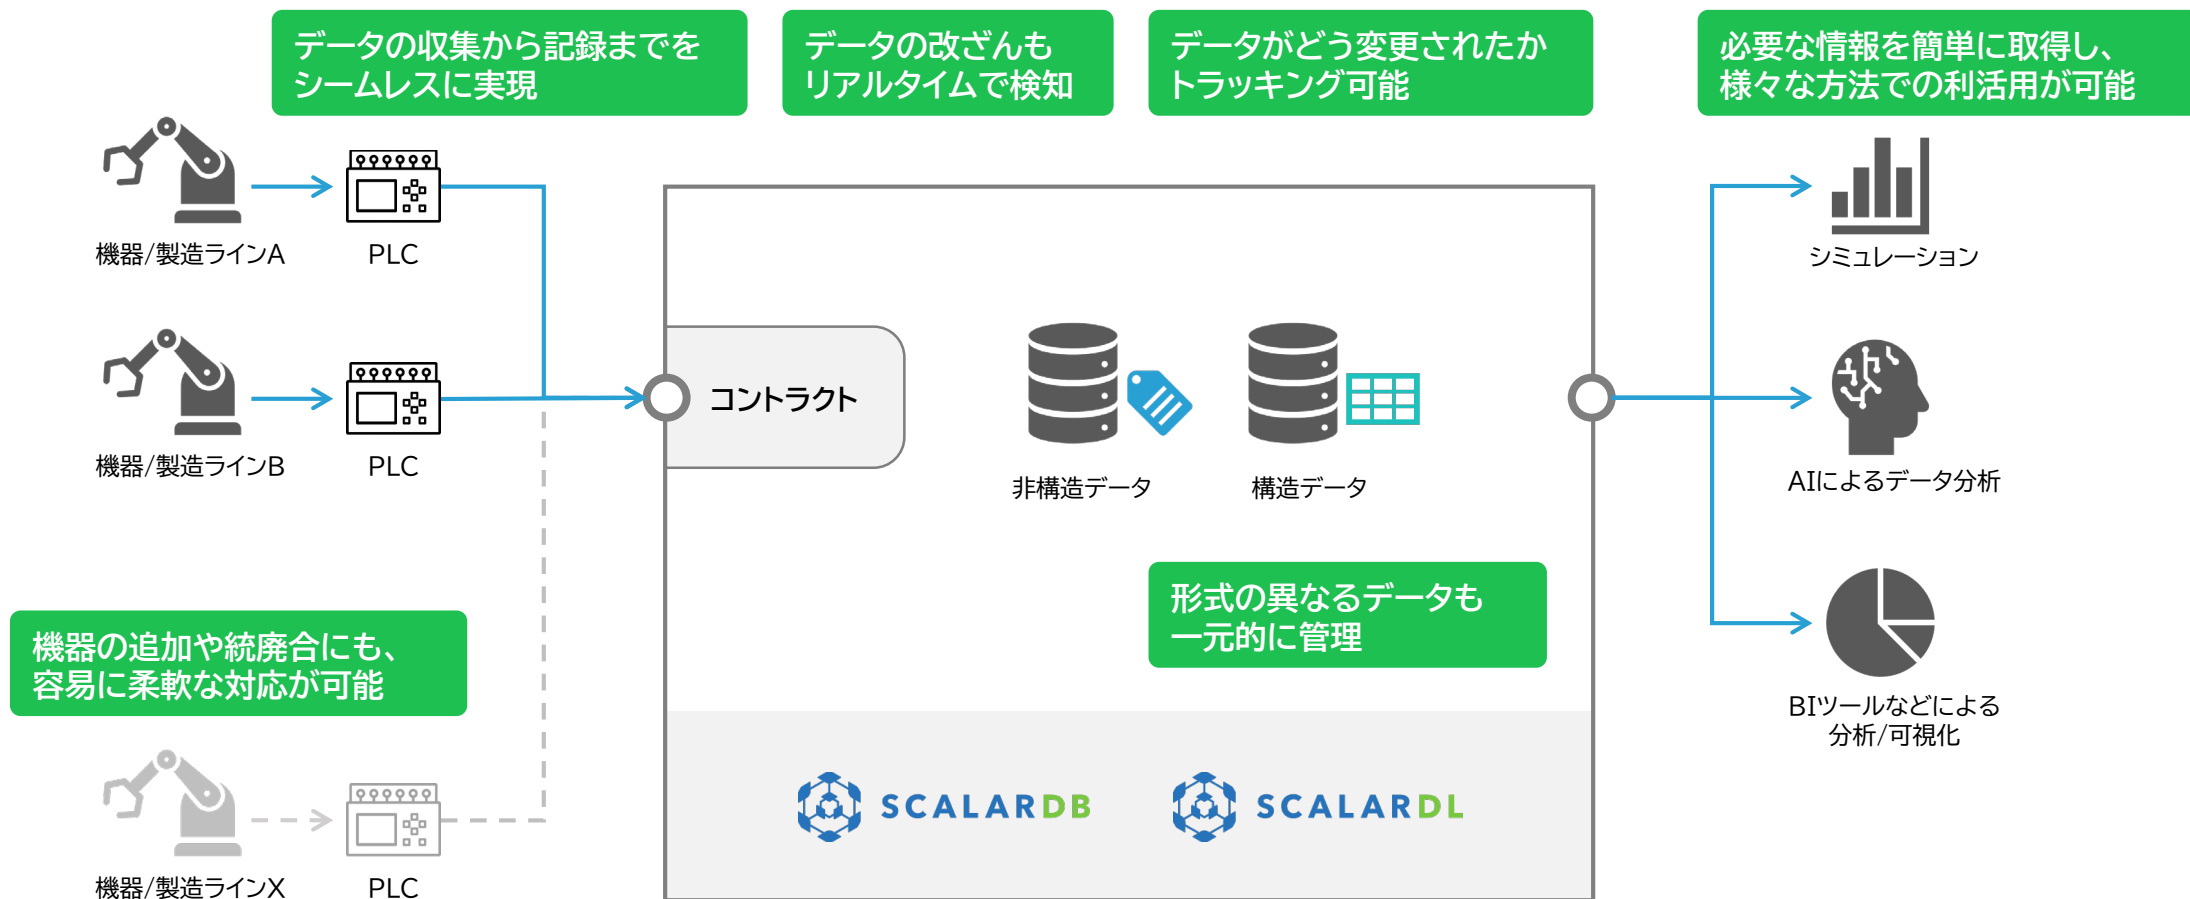 データの収集から記録までを
シームレスに実現
データの改ざんも
リアルタイムで検知
データがどう変更されたか
トラッキング可能
必要な情報を簡単に取得し、
様々な方法での利活用が可能
機器/製造ラインA
PLC
シミュレーション
機器/製造ラインB
PLC
コントラクト
非構造データ
構造データ
AIによるデータ分析
形式の異なるデータも
一元的に管理
機器の追加や統廃合にも、
容易に柔軟な対応が可能
BIツールなどによる
分析/可視化
機器/製造ラインX
PLC
SCALARDB
SCALARDL